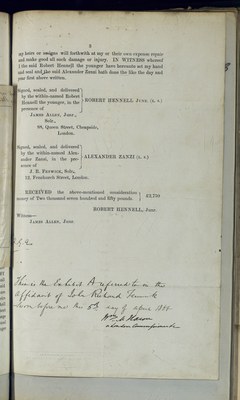 3
my heirs or assigns will forthwith at my or their own expense repair
and make good all such damage or injury. IN WITNESS whereof
I the said Robert Hennell the younger have hereunto set my hand
and seal and the said Alexander Zanzi hath done the like the day and
year first above written.
Signed, sealed, and delivered
by the within-named Robert
Hennell the younger, in the
presence of
ROBERT HENNELL JUNR. (L. S.)
JAMES ALLEN, JUNR.
Solr.,
Queen Street, Cheapside,
London.
Signed, sealed, and delivered
by the within-named Alex-
ander Zanzi, in the pre-
sence of
ALEXANDER ZANZI (L. S.)
J. R. FENWICK, Solr.,
Fenchurch Street, London.
RECEIVED the above-mentioned consideration
money of Two thousand seven hundred and fifty pounds
£2,750
ROBERT HENNELL, Junr.
Witness—
JAMES ALLEN, JUNR.
This is the Exhibit A referred to in the
Affidavit of John Richard Fenwick
sworn before me this 5th day of April
a London Commissioner